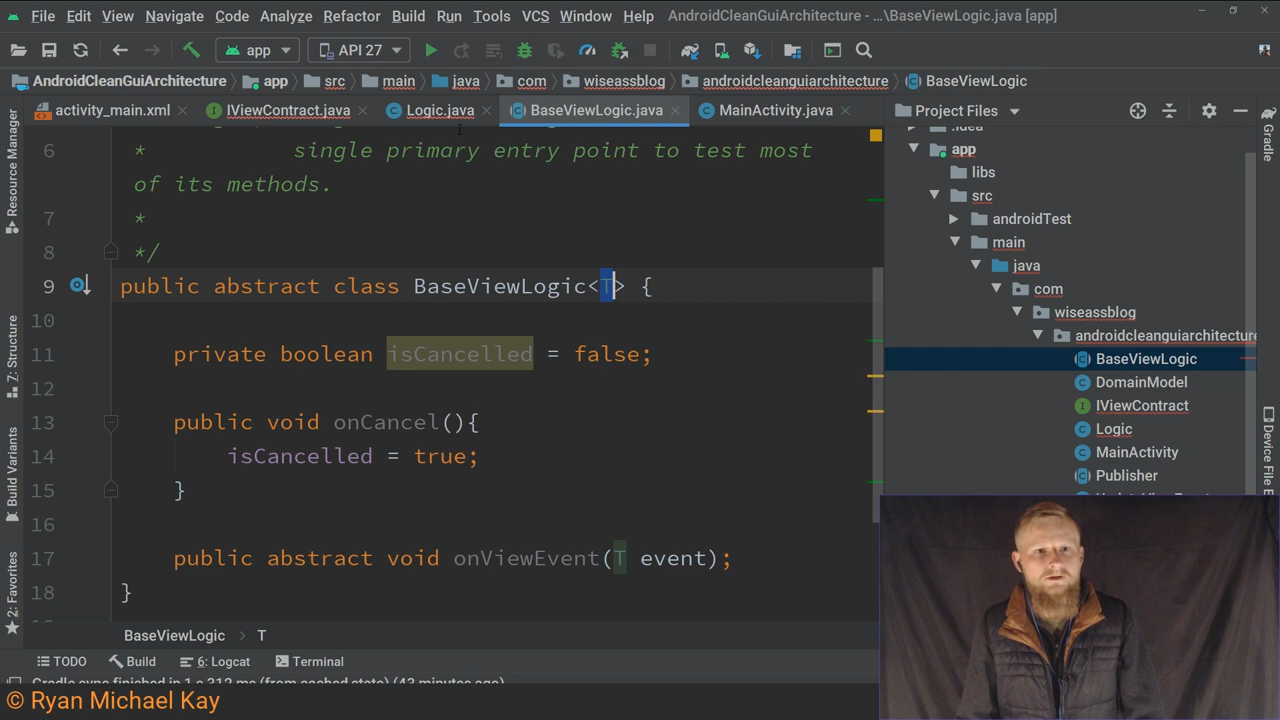 File Edit View Navigate Code Analyze Refactor Build Run Tools VCS Window Help AndroidCleanGuiArchitecture - ...\BaseViewLogic.java [app]
app API 27
AndroidCleanGuiArchitecture app src main java com wiseassblog androidcleanguiarchitecture BaseViewLogic
activity_main.xml IViewContract.java Logic.java BaseViewLogic.java MainActivity.java Project Files
6 * single primary entry point to test most
of its methods.
7 *
8 */
9 public abstract class BaseViewLogic<T> {
10
11 private boolean isCancelled = false;
12
13 public void onCancel(){
14 isCancelled = true;
15 }
16
17 public abstract void onViewEvent(T event);
18 }
BaseViewLogic > T
TODO Build 6: Logcat Terminal
Gradle sync finished in 1 s 312 ms (from cached state) (43 minutes ago)
Resource Manager
7: Structure
Build Variants
2: Favorites
.idea
app
libs
src
androidTest
main
java
com
wiseassblog
androidcleanguiarchitecture
BaseViewLogic
DomainModel
IViewContract
Logic
MainActivity
Publisher
Gradle
© Ryan Michael Kay